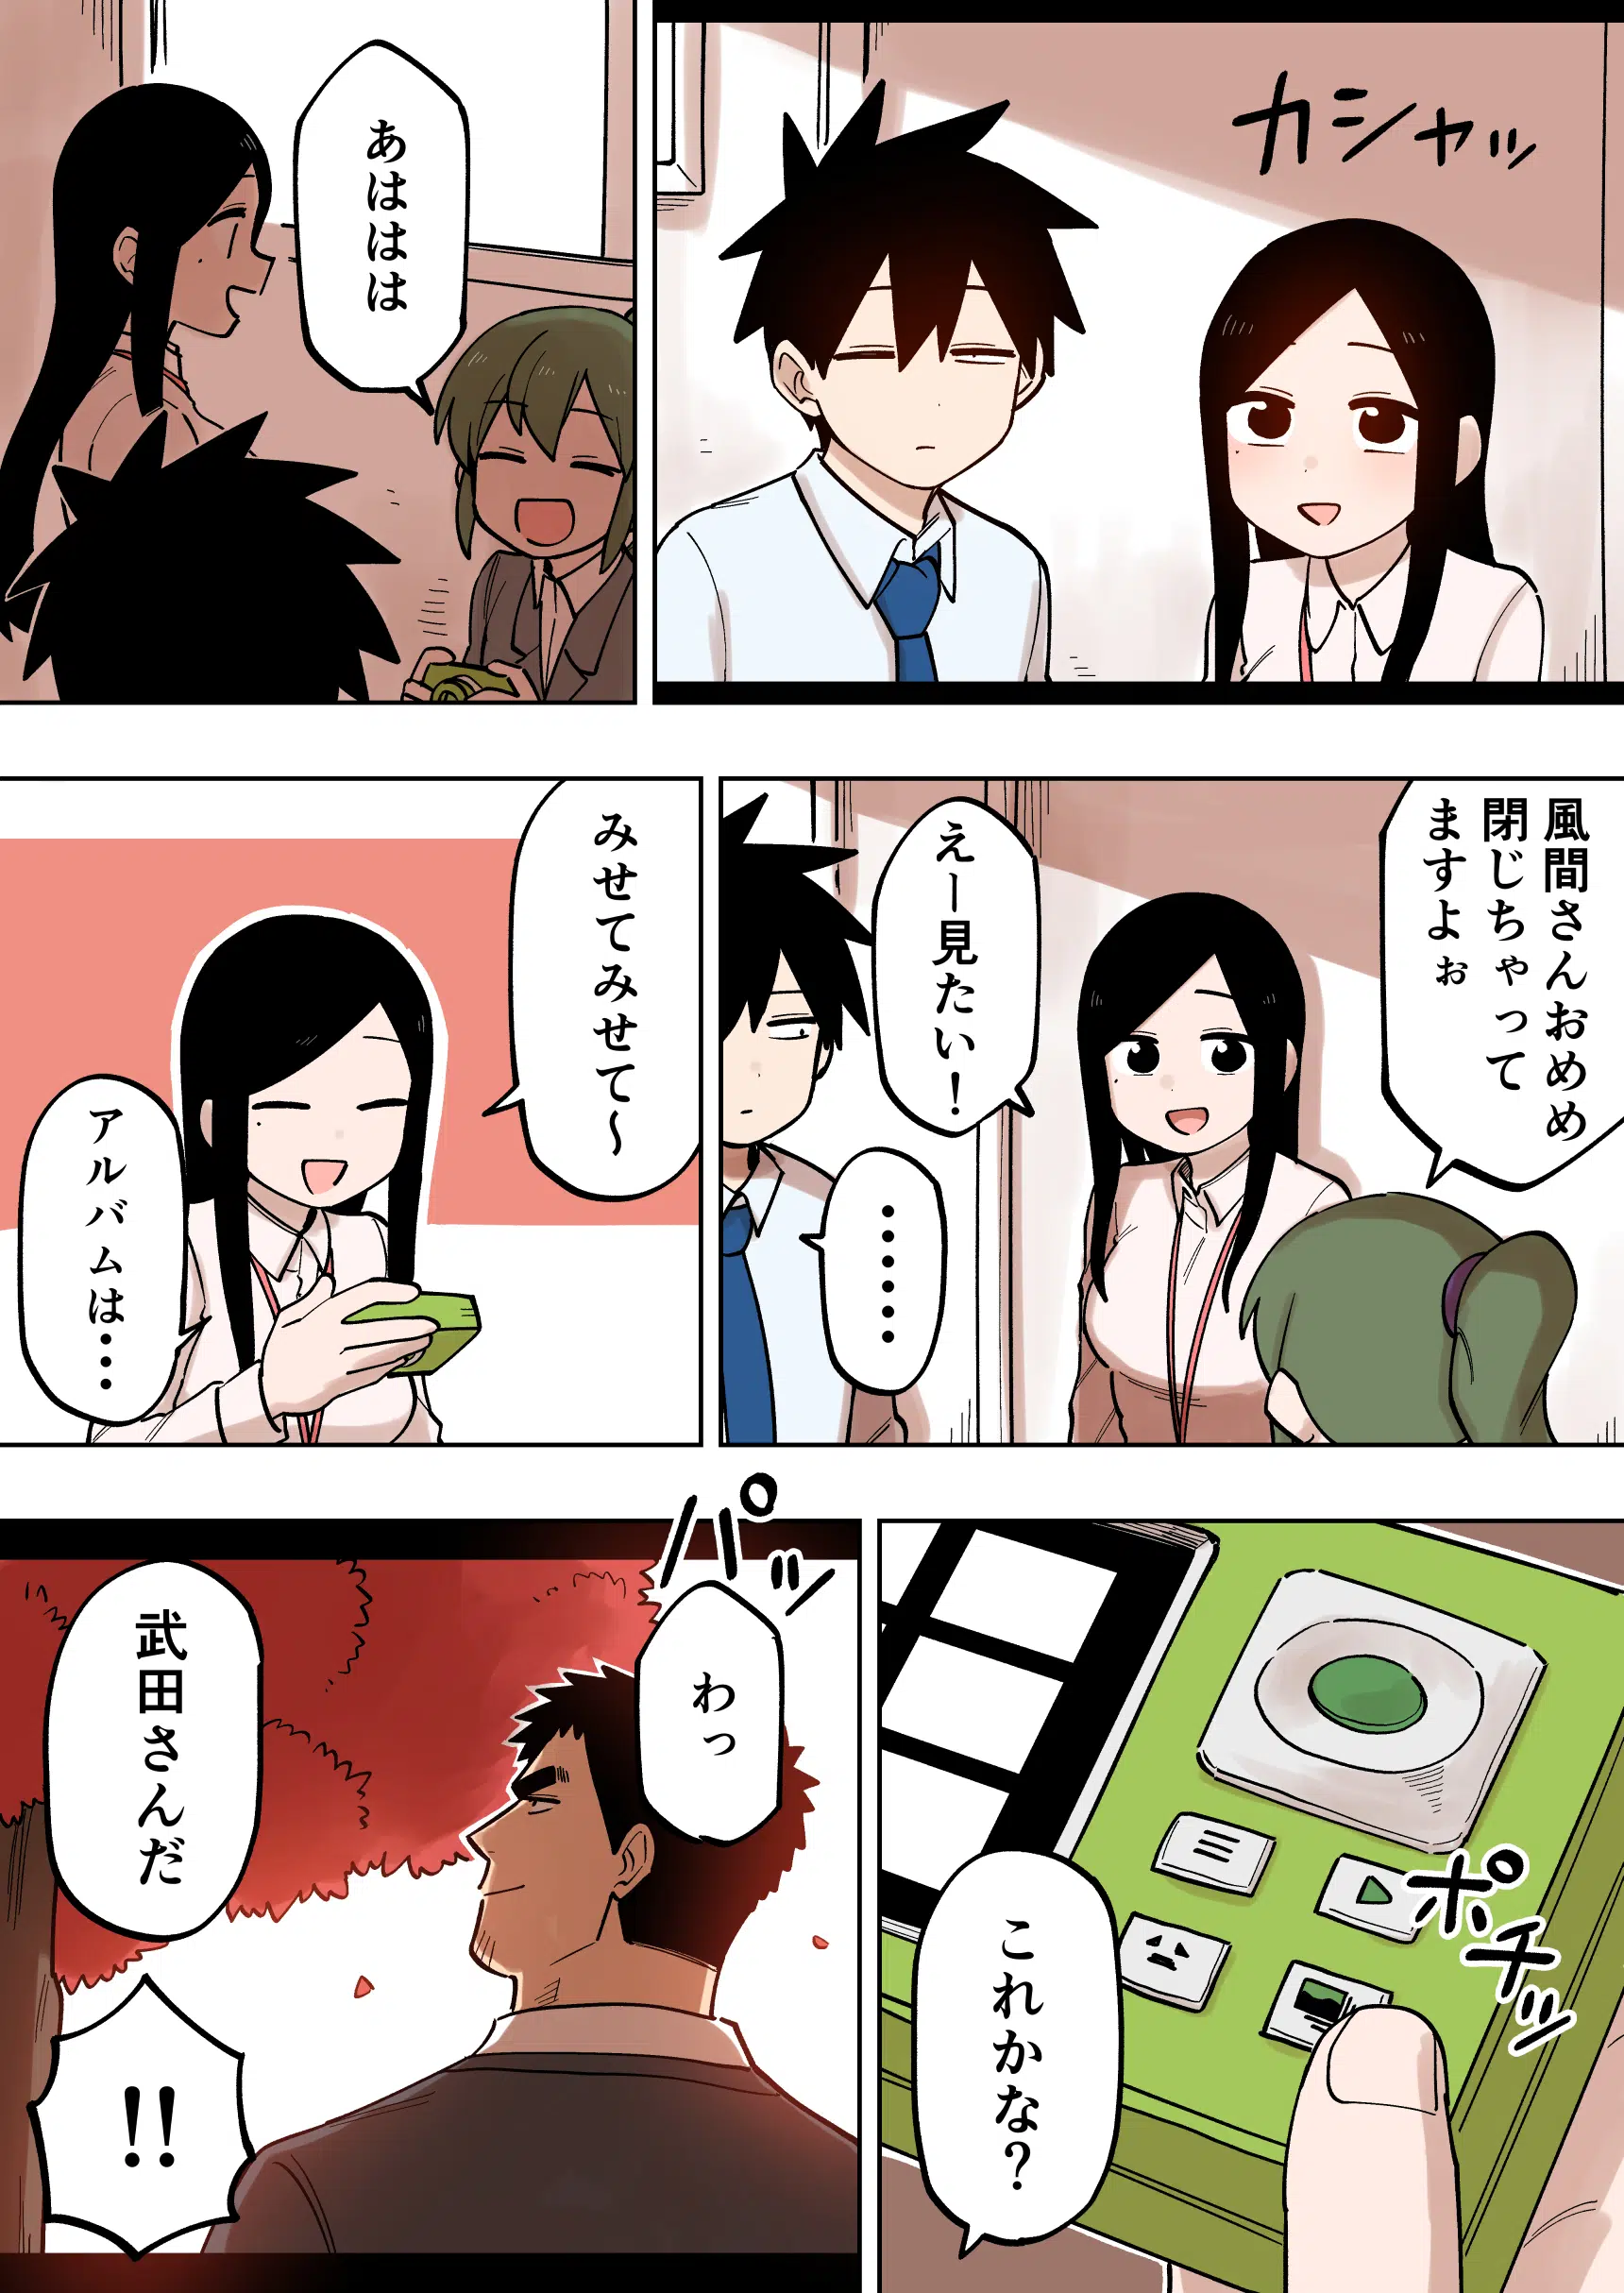 カシャッ
あははは
風間さんおめめ
閉じちゃって
ますよぉ
えー見たい!
・・・・・・
みせてみせて〜
アルバムは・・・
ポチッ
これかな?
パッ
わっ
武田さんだ
!!